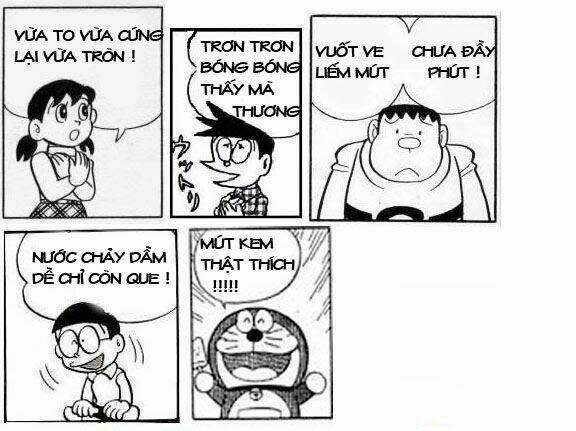 VỪA TO VỪA CỨNG
LẠI VỪA TRÒN !
TRƠN TRƠN
BÓNG BÓNG
THẤY MÀ
THƯƠNG
VUỐT VE
LIẾM MÚT
CHƯA ĐẦY
PHÚT !
NƯỚC CHẢY DẦM
DỀ CHỈ CÒN QUE !
MÚT KEM
THẬT THÍCH
!!!!!